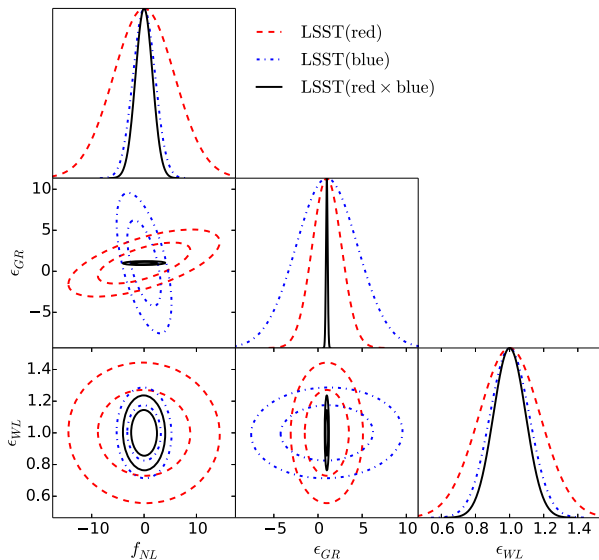 LSST(red)
LSST(blue)
LSST(red × blue)
10
5
0
−5
ϵ_GR
1.4
1.2
1.0
0.8
0.6
ϵ_WL
−10 0 10
f_NL
−5 0 5 10
ϵ_GR
0.6 0.8 1.0 1.2 1.4
ϵ_WL